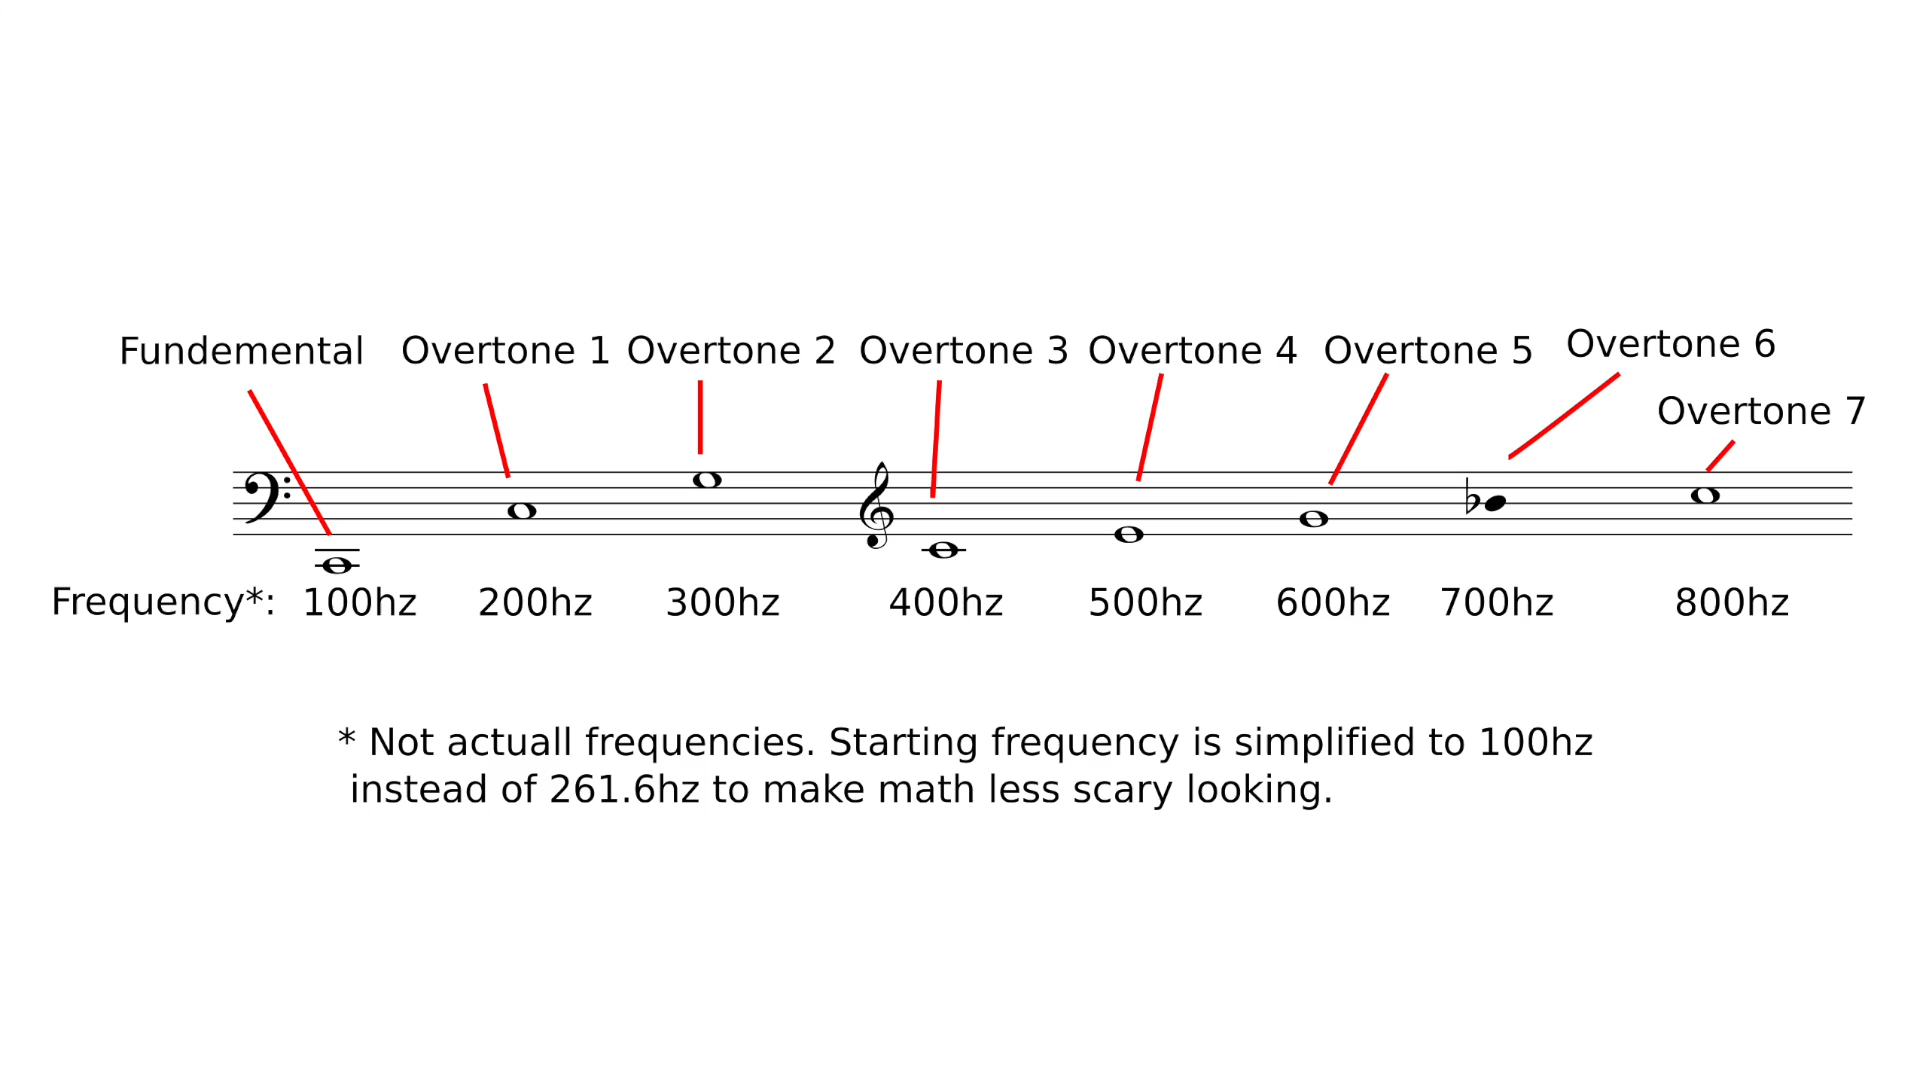 Fundemental Overtone 1 Overtone 2 Overtone 3 Overtone 4 Overtone 5 Overtone 6
Overtone 7
Frequency*: 100hz 200hz 300hz 400hz 500hz 600hz 700hz 800hz
* Not actuall frequencies. Starting frequency is simplified to 100hz
instead of 261.6hz to make math less scary looking.